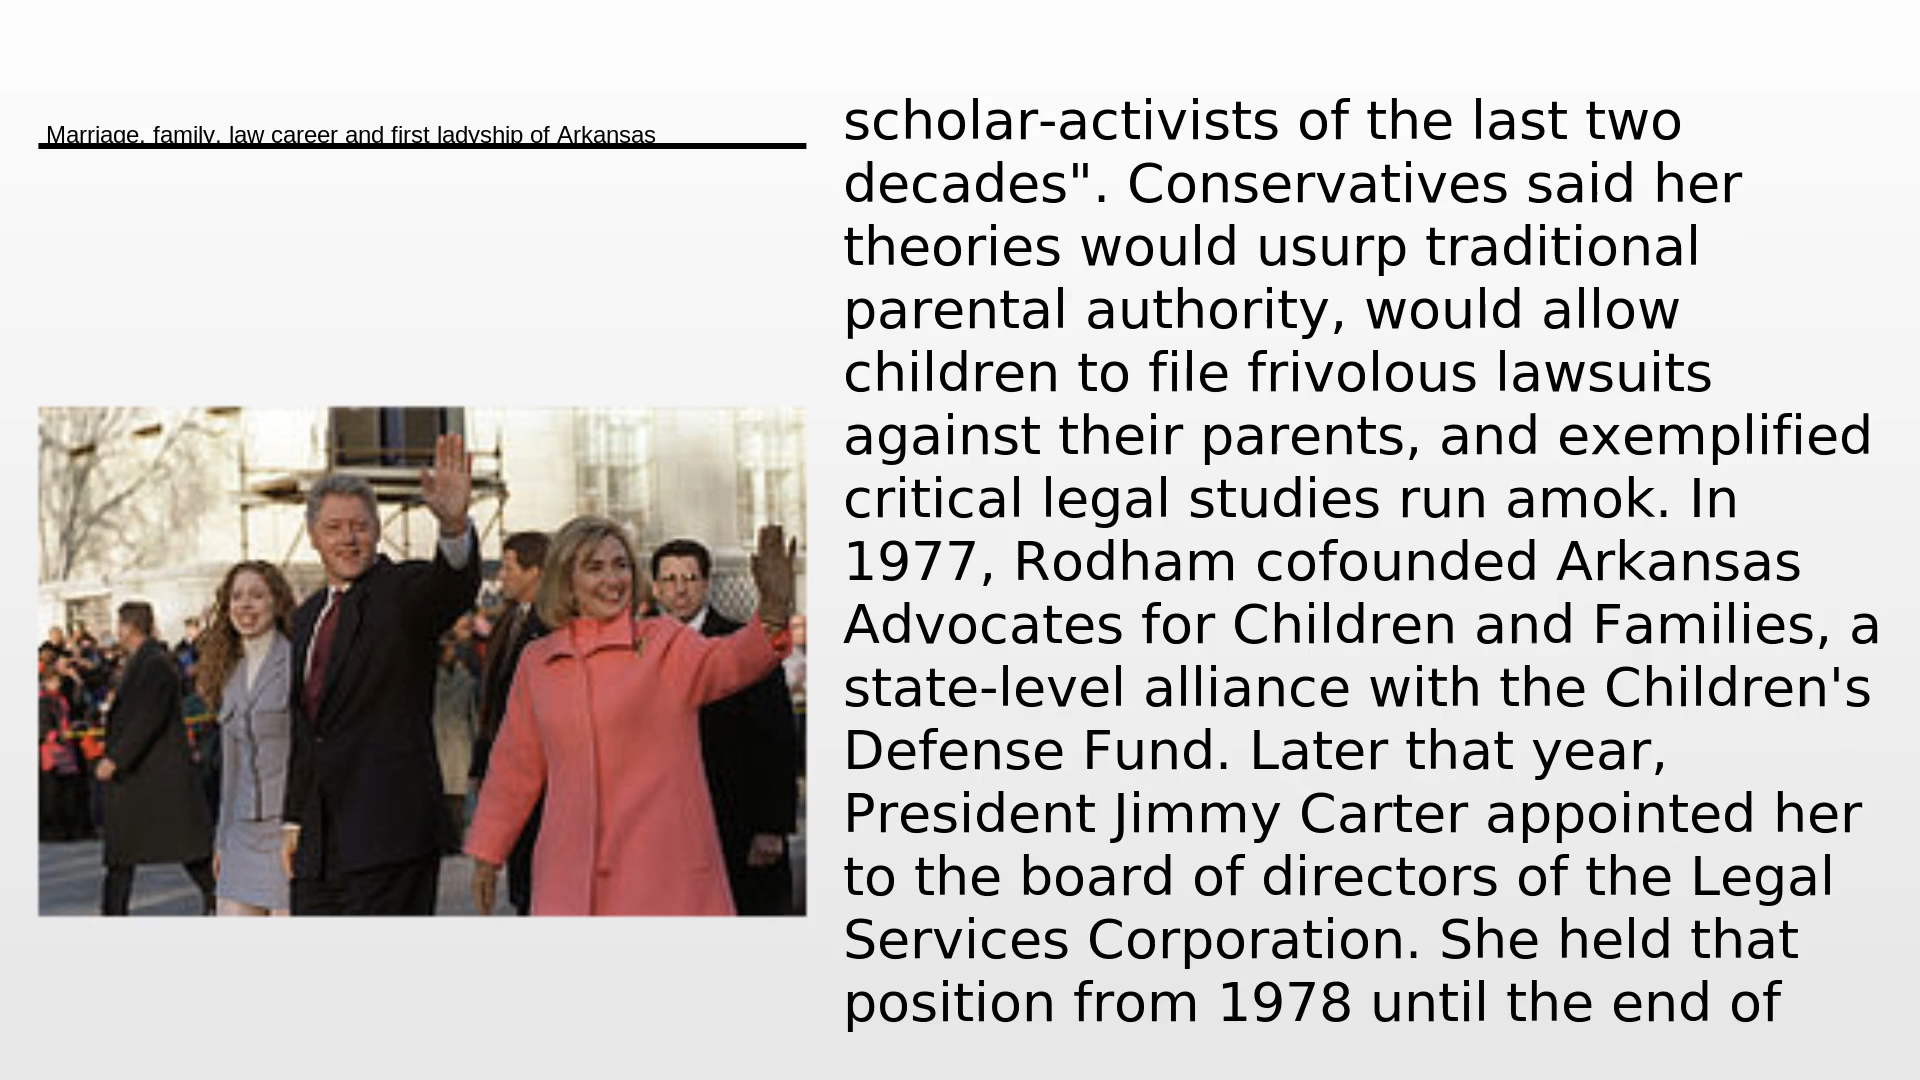 Marriage, family, law career and first ladyship of Arkansas
scholar-activists of the last two
decades". Conservatives said her
theories would usurp traditional
parental authority, would allow
children to file frivolous lawsuits
against their parents, and exemplified
critical legal studies run amok. In
1977, Rodham cofounded Arkansas
Advocates for Children and Families, a
state-level alliance with the Children's
Defense Fund. Later that year,
President Jimmy Carter appointed her
to the board of directors of the Legal
Services Corporation. She held that
position from 1978 until the end of